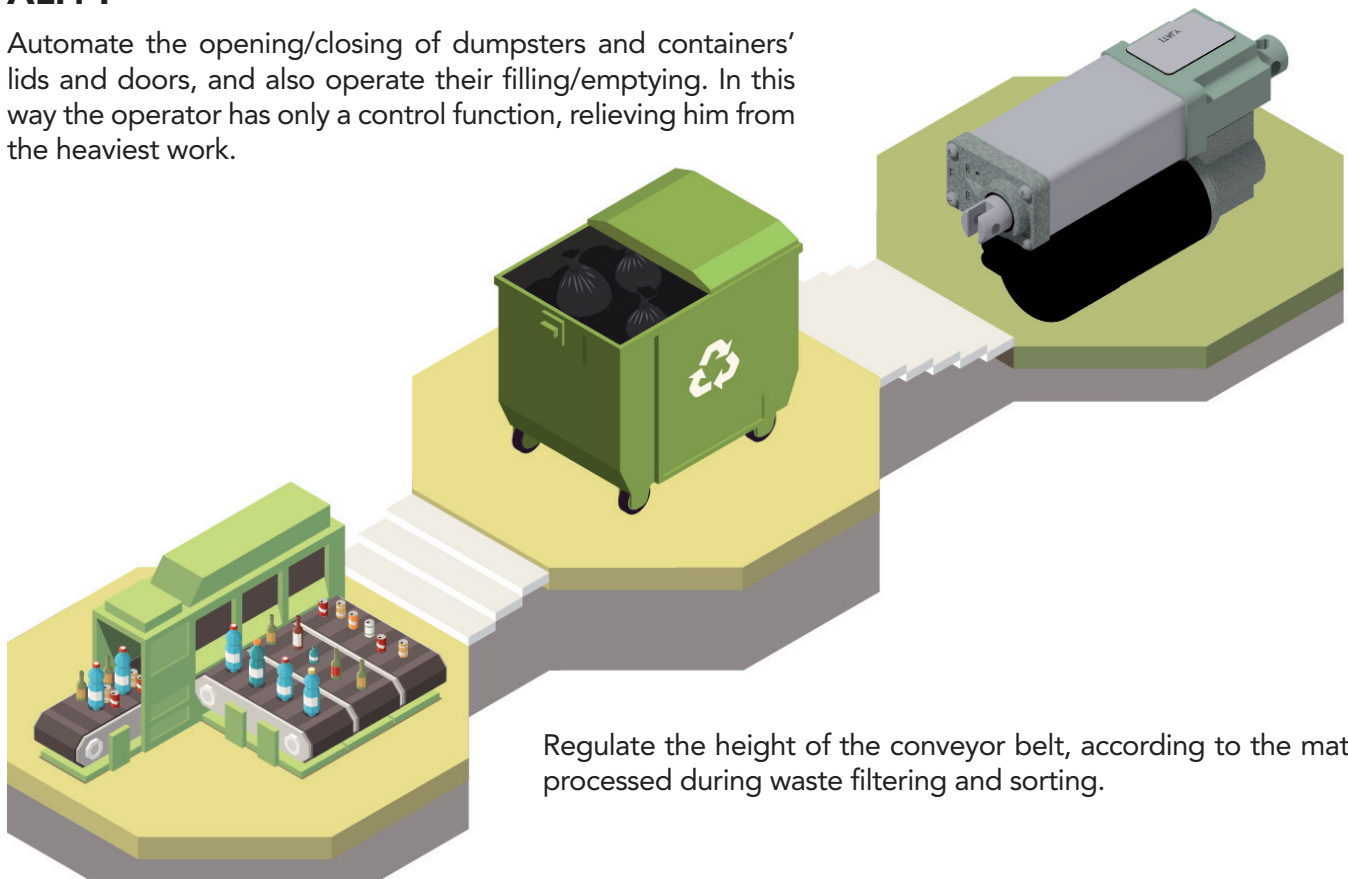 Automate the opening/closing of dumpsters and containers’
lids and doors, and also operate their filling/emptying. In this
way the operator has only a control function, relieving him from
the heaviest work.
ITALY
Regulate the height of the conveyor belt, according to the mat
processed during waste filtering and sorting.